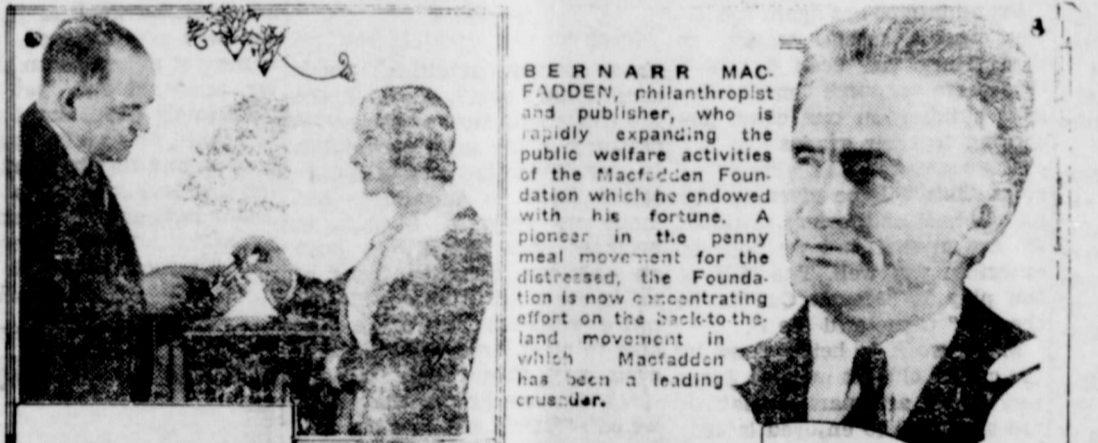 BERNARR MAC-
FADDEN, philanthropist
and publisher, who is
rapidly expanding the
public welfare activities
of the Macfadden Foun-
dation which he endowed
with his fortune. A
pioneer in the penny
meal movement for the
distressed, the Founda-
tion is now concentrating
effort on the back-to-the-
land movement in
which Macfadden
has been a leading
crusader.